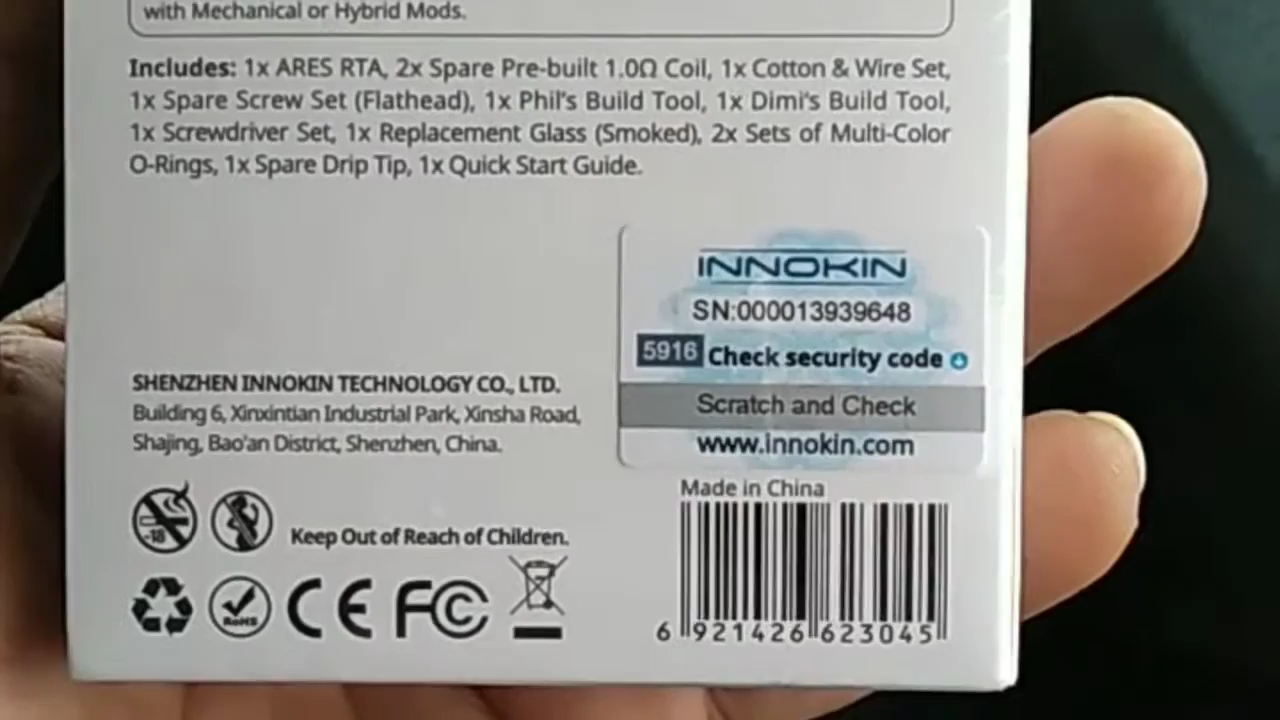 with Mechanical or Hybrid Mods.
Includes: 1x ARES RTA, 2x Spare Pre-built 1.0Ω Coil, 1x Cotton & Wire Set,
1x Spare Screw Set (Flathead), 1x Phil's Build Tool, 1x Dimi's Build Tool,
1x Screwdriver Set, 1x Replacement Glass (Smoked), 2x Sets of Multi-Color
O-Rings, 1x Spare Drip Tip, 1x Quick Start Guide.
INNOKIN
SN:000013939648
5916 Check security code
Scratch and Check
www.innokin.com
SHENZHEN INNOKIN TECHNOLOGY CO., LTD.
Building 6, Xinxintian Industrial Park, Xinsha Road,
Shajing, Bao'an District, Shenzhen, China.
Made in China
-18
Keep Out of Reach of Children.
RoHS CE FC
6 921426 623045